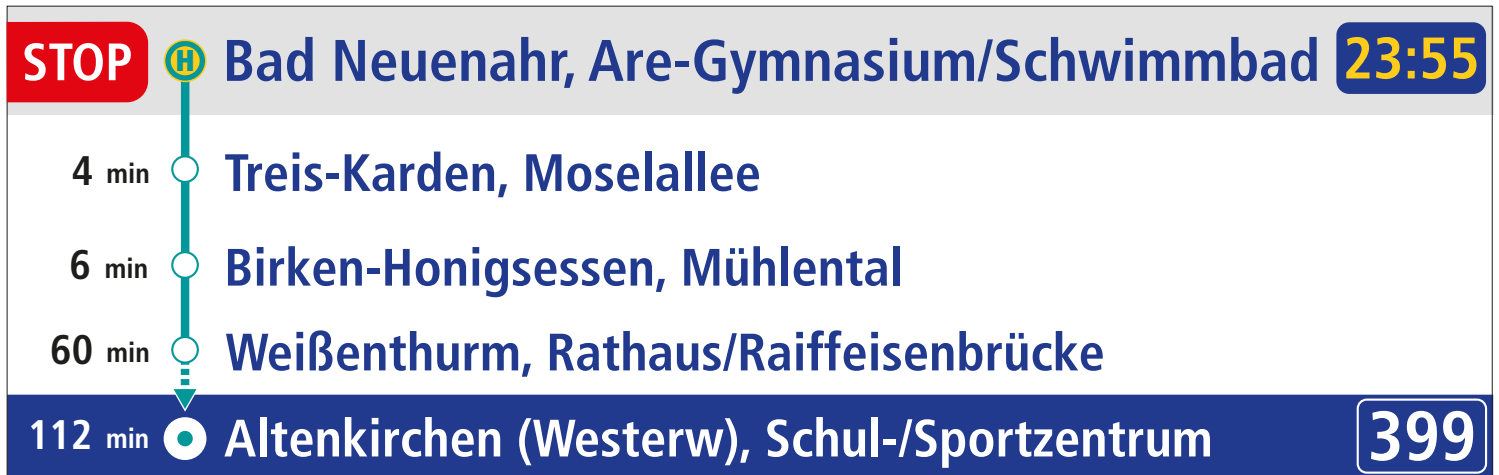 STOP H Bad Neuenahr, Are-Gymnasium/Schwimmbad 23:55
4 min Treis-Karden, Moselallee
6 min Birken-Honigsessen, Mühlental
60 min Weißenthurm, Rathaus/Raiffeisenbrücke
112 min Altenkirchen (Westerw), Schul-/Sportzentrum 399